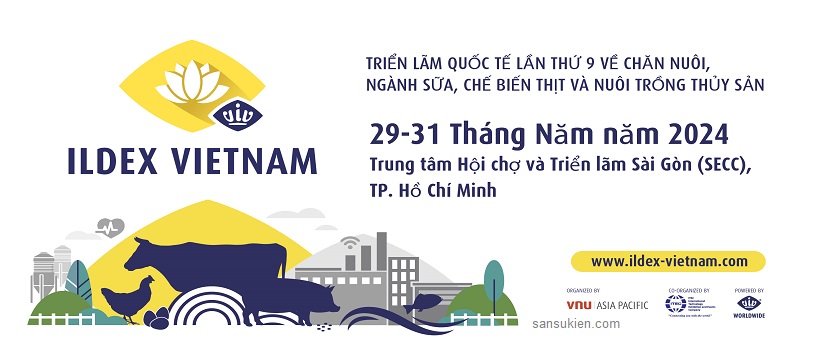 TRIỂN LÃM QUỐC TẾ LẦN THỨ 9 VỀ CHĂN NUÔI,
NGÀNH SỮA, CHẾ BIẾN THỊT VÀ NUÔI TRỒNG THỦY SẢN
viv
ILDEX VIETNAM
29-31 Tháng Năm năm 2024
Trung tâm Hội chợ và Triển lãm Sài Gòn (SECC),
TP. Hồ Chí Minh
www.ildex-vietnam.com
ORGANIZED BY
CO-ORGANIZED BY
POWERED BY
VNU ASIA PACIFIC
viv
WORLDWIDE
sansukien.com